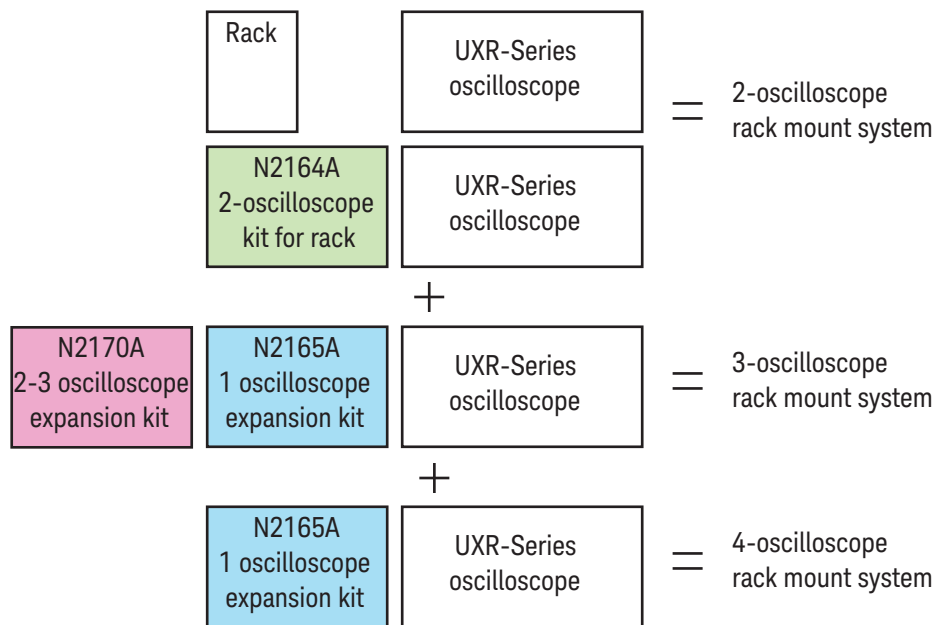 Rack
UXR-Series
oscilloscope
=
2-oscilloscope
rack mount system
N2164A
2-oscilloscope
kit for rack
UXR-Series
oscilloscope
+
N2170A
2-3 oscilloscope
expansion kit
N2165A
1 oscilloscope
expansion kit
UXR-Series
oscilloscope
=
3-oscilloscope
rack mount system
+
N2165A
1 oscilloscope
expansion kit
UXR-Series
oscilloscope
=
4-oscilloscope
rack mount system